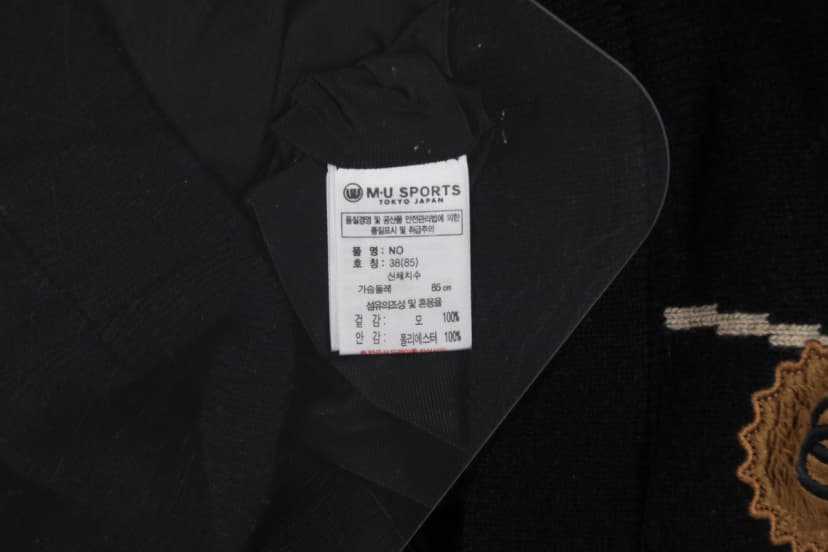 M·U SPORTS
TOKYO JAPAN
품질경영 및 공산품 안전관리법에 의한
품질표시 및 취급주의
품 명 : NO
호 칭 : 38(85)
신체치수
가슴둘레 85 cm
섬유의조성 및 혼용율
겉 감 : 모 100%
안 감 : 폴리에스터 100%